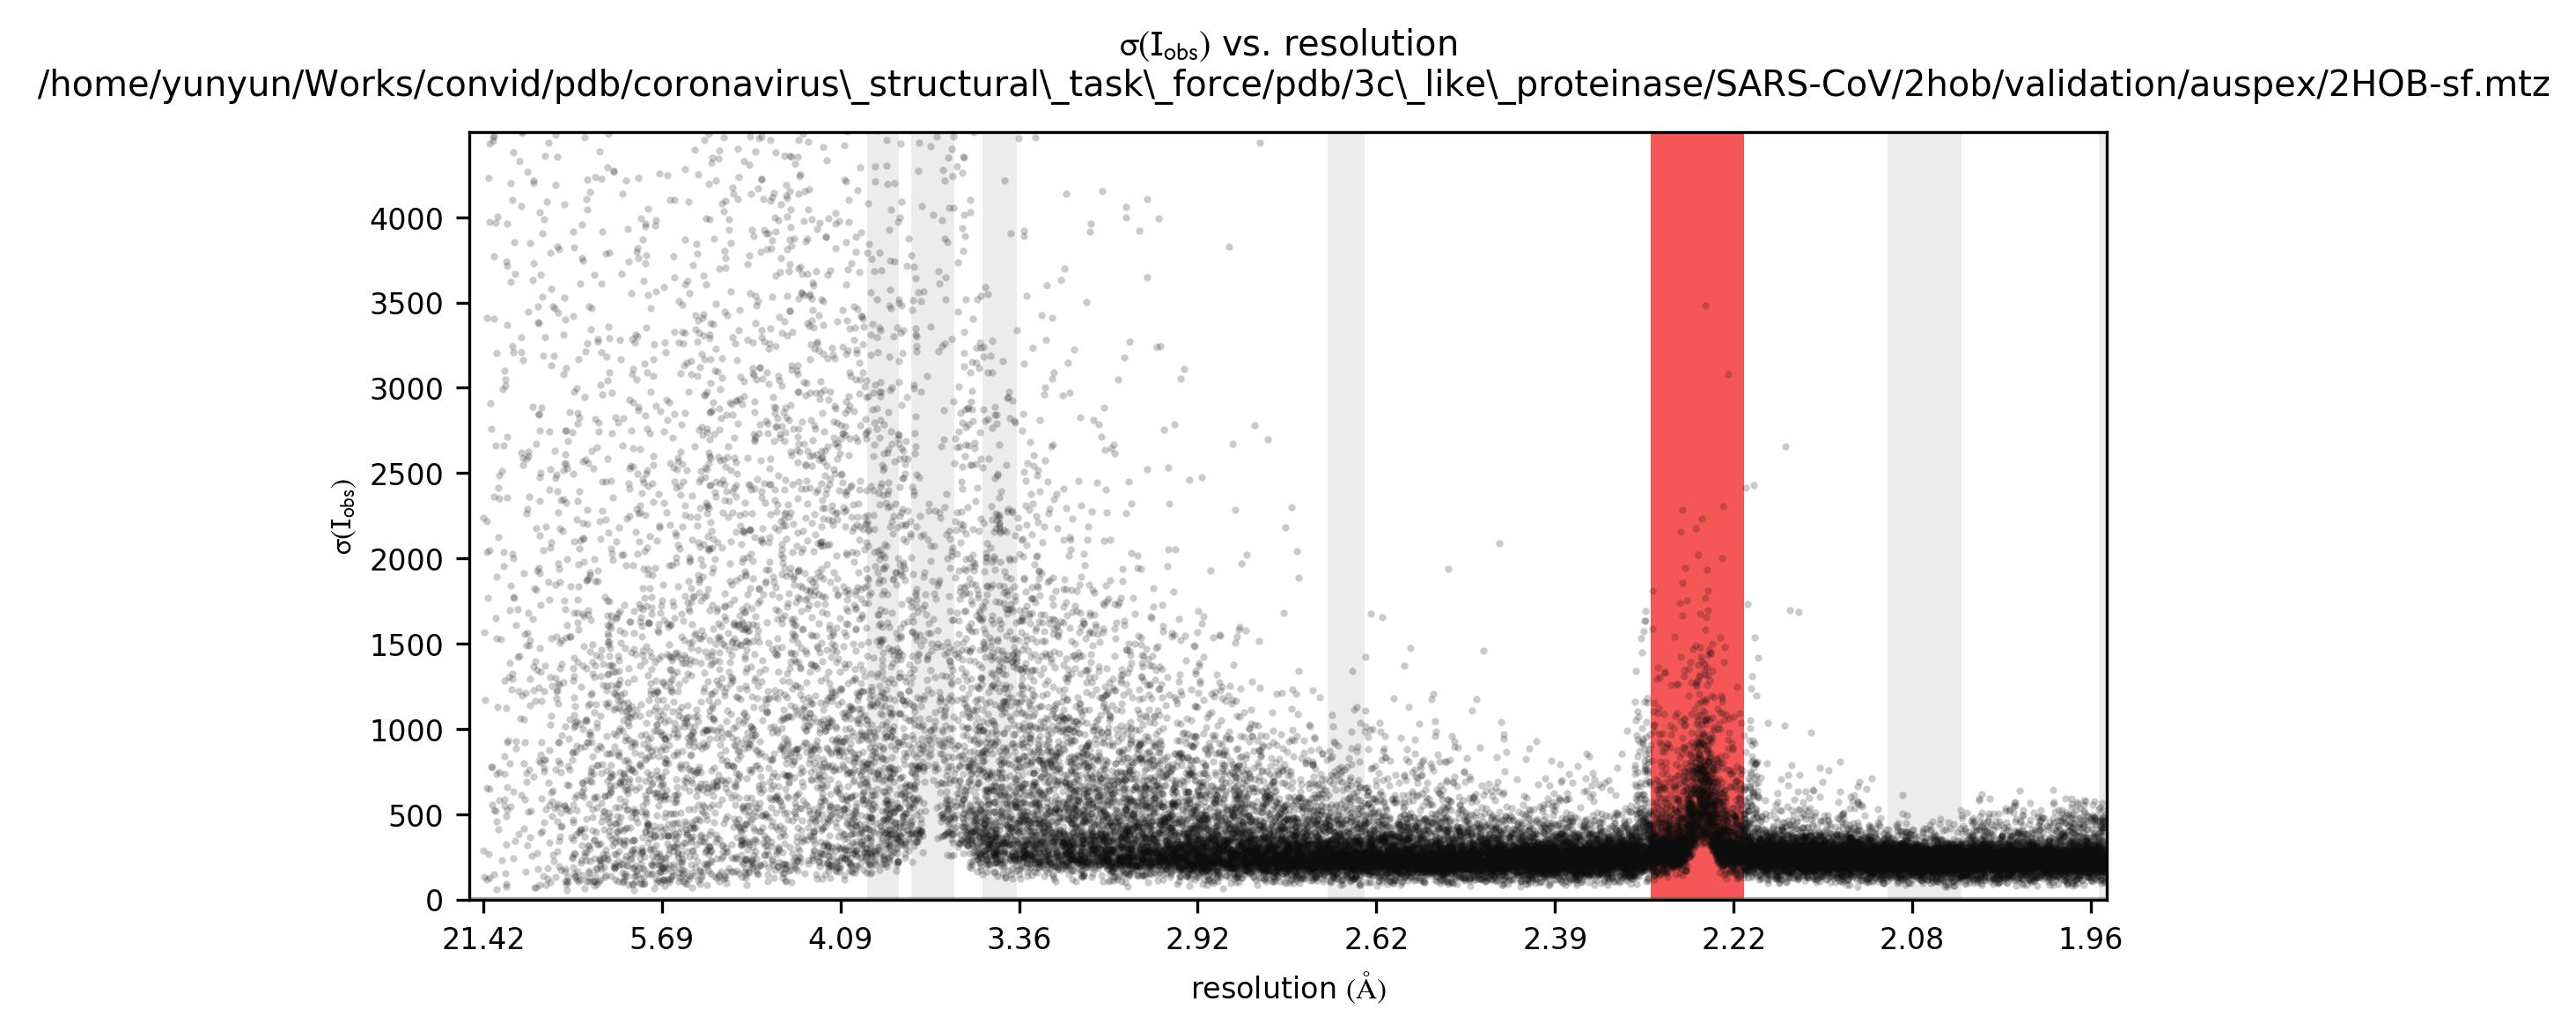 σ(I_obs) vs. resolution
/home/yunyun/Works/convid/pdb/coronavirus\_structural\_task\_force/pdb/3c\_like\_proteinase/SARS-CoV/2hob/validation/auspex/2HOB-sf.mtz
σ(I_obs)
4000
3500
3000
2500
2000
1500
1000
500
0
21.42 5.69 4.09 3.36 2.92 2.62 2.39 2.22 2.08 1.96
resolution (Å)